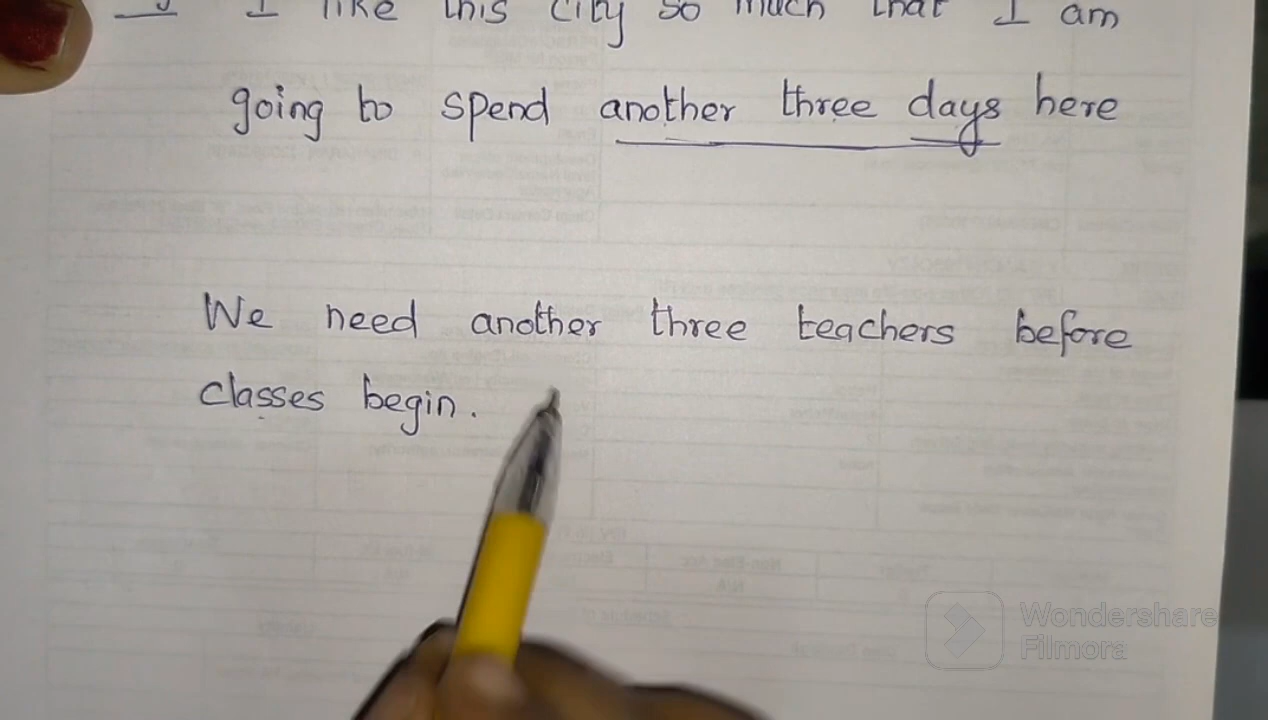 I like this city so much that I am
going to spend another three days here
We need another three teachers before
classes begin.
Wondershare
Filmora